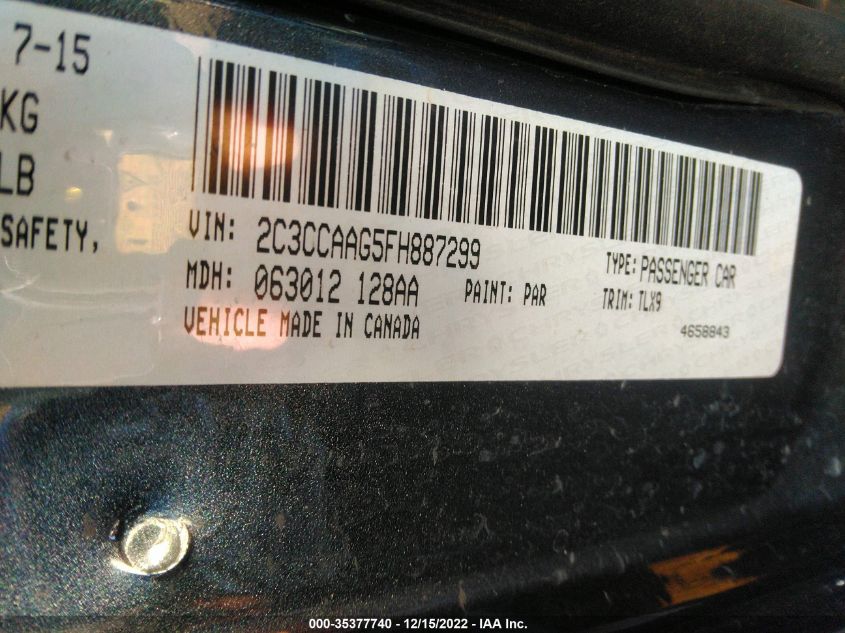 7-15
KG
LB
SAFETY,
VIN: 2C3CCAAG5FH887299
TYPE: PASSENGER CAR
MDH: 063012 128AA
PAINT: PAR
TRIM: TLX9
VEHICLE MADE IN CANADA
4658843
000-35377740 - 12/15/2022 - IAA Inc.